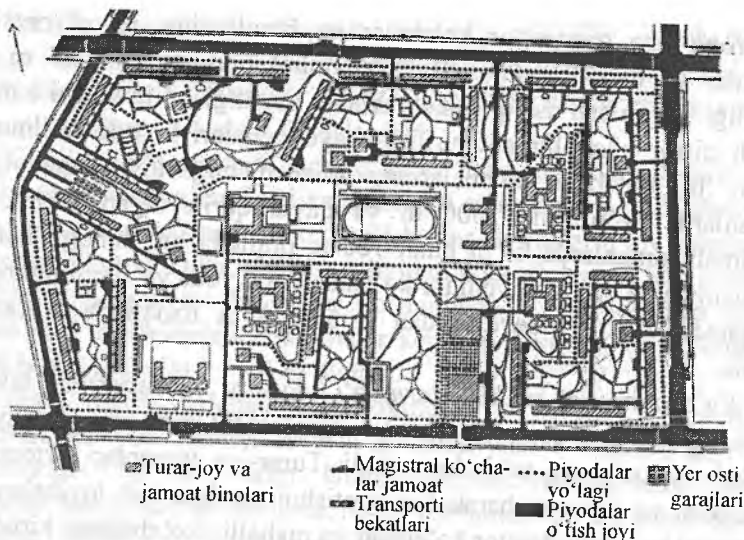 Turar-joy va
jamoat binolari
Magistral ko‘cha-
lar jamoat
Transporti
bekatlari
Piyodalar
yo‘lagi
Piyodalar
o‘tish joyi
Yer osti
garajlari